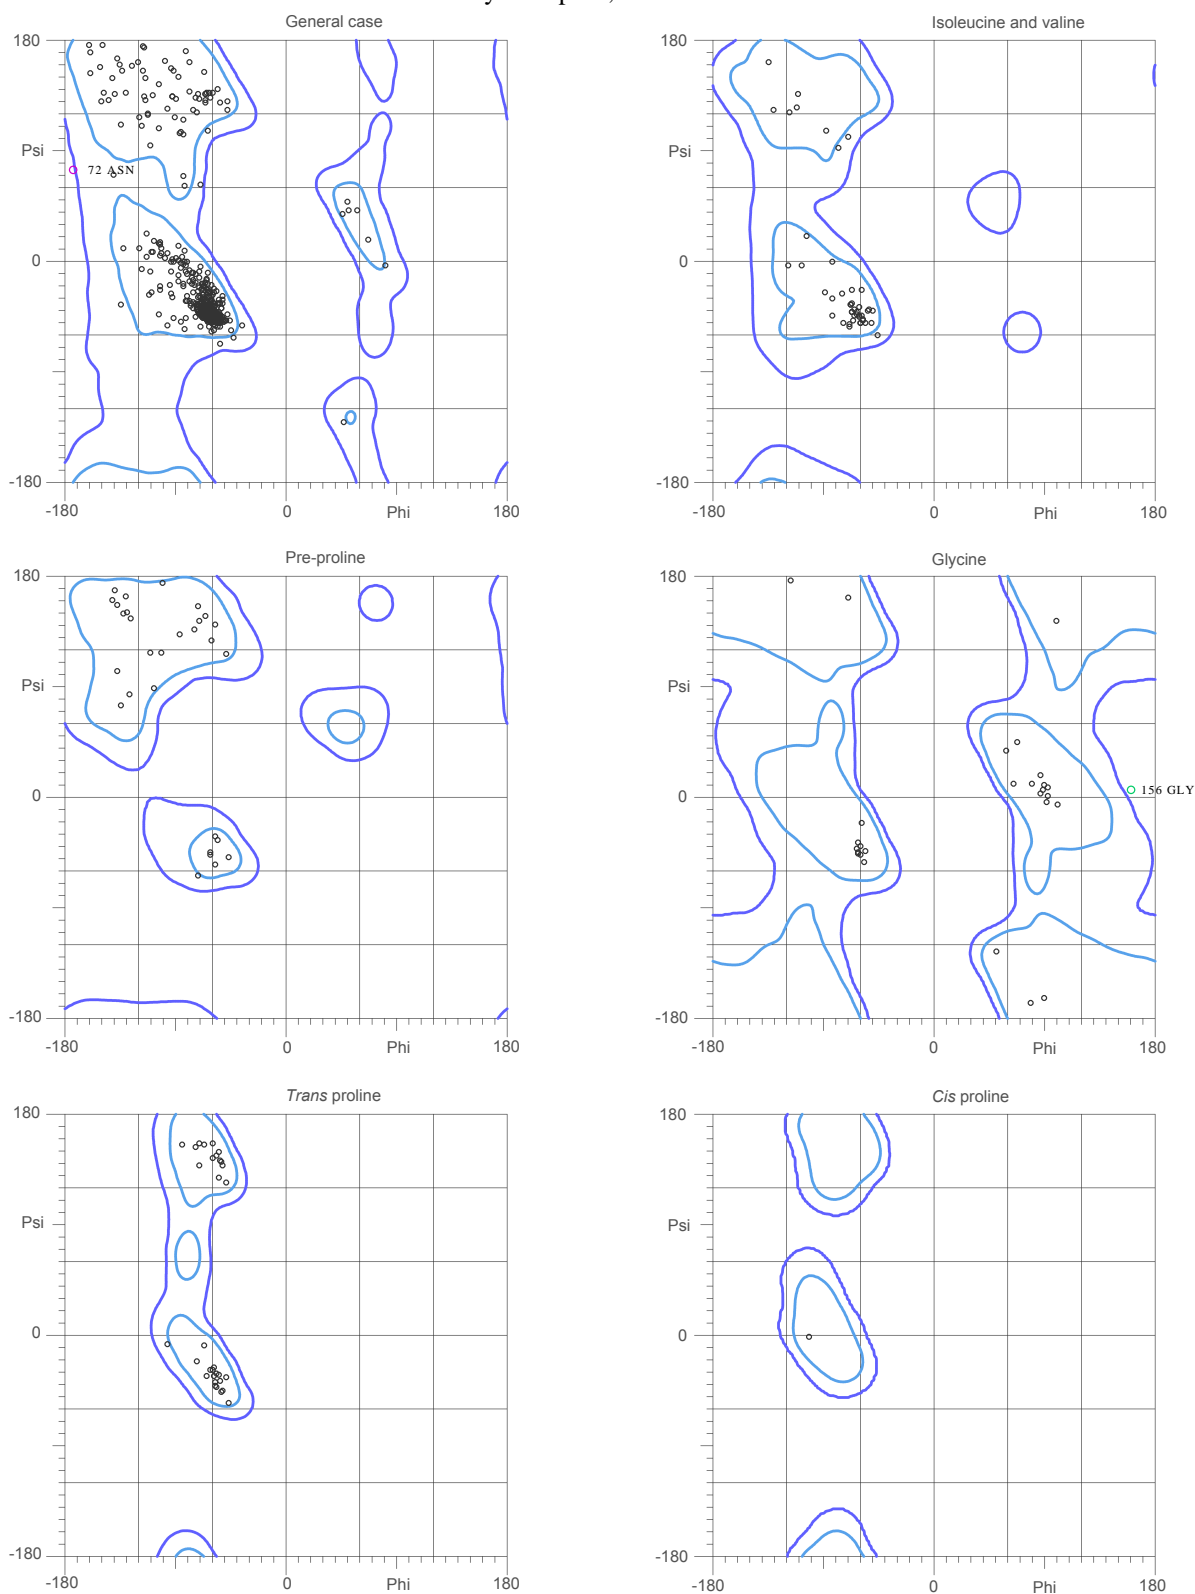 General case
180
Psi
72 ASN
0
-180
-180
0
Phi
180
Isoleucine and valine
180
Psi
0
-180
-180
0
Phi
180
Pre-proline
180
Psi
0
-180
-180
0
Phi
180
Glycine
180
Psi
0
156 GLY
-180
-180
0
Phi
180
Trans proline
180
Psi
0
-180
-180
0
Phi
180
Cis proline
180
Psi
0
-180
-180
0
Phi
180